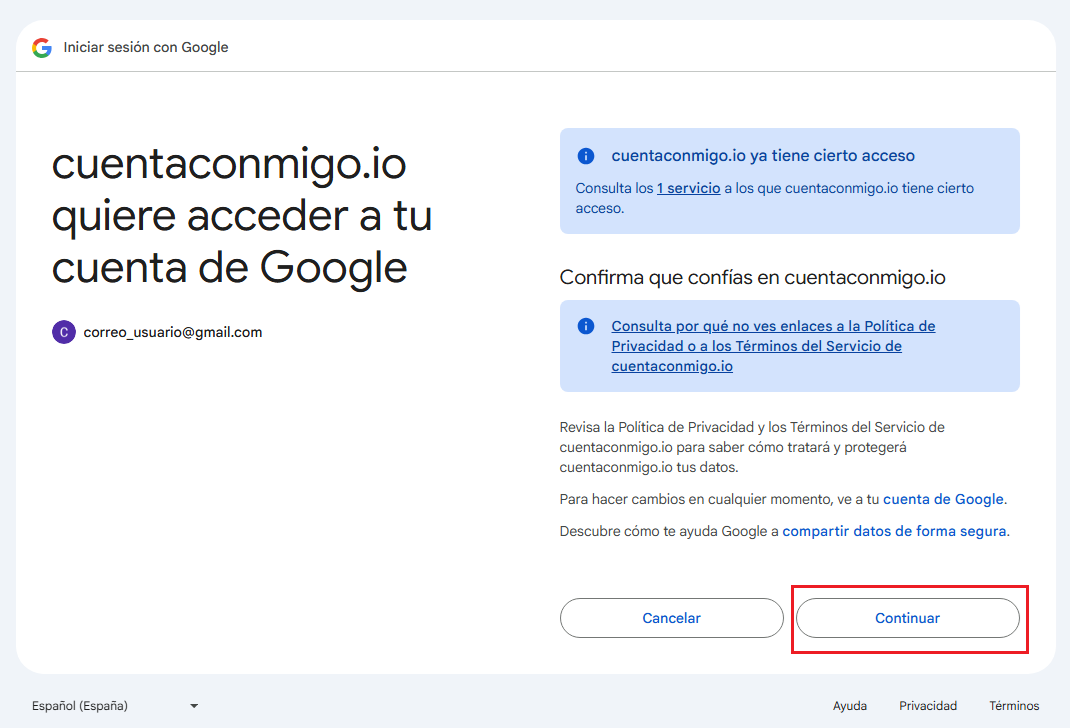 Iniciar sesión con Google
cuentaconmigo.io
quiere acceder a tu
cuenta de Google
C correo_usuario@gmail.com
cuentaconmigo.io ya tiene cierto acceso
Consulta los 1 servicio a los que cuentaconmigo.io tiene cierto
acceso.
Confirma que confías en cuentaconmigo.io
Consulta por qué no ves enlaces a la Política de
Privacidad o a los Términos del Servicio de
cuentaconmigo.io
Revisa la Política de Privacidad y los Términos del Servicio de
cuentaconmigo.io para saber cómo tratará y protegerá
cuentaconmigo.io tus datos.
Para hacer cambios en cualquier momento, ve a tu cuenta de Google.
Descubre cómo te ayuda Google a compartir datos de forma segura.
Cancelar Continuar
Español (España) Ayuda Privacidad Términos